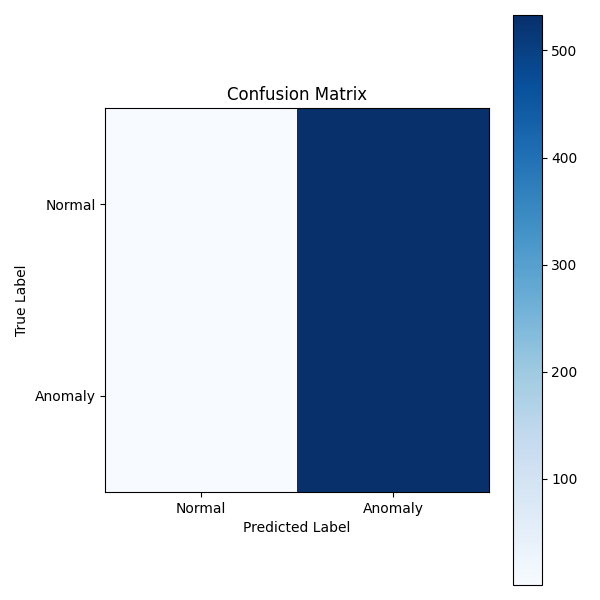 Confusion Matrix
True Label
Normal
Anomaly
Normal Anomaly
Predicted Label
500
400
300
200
100